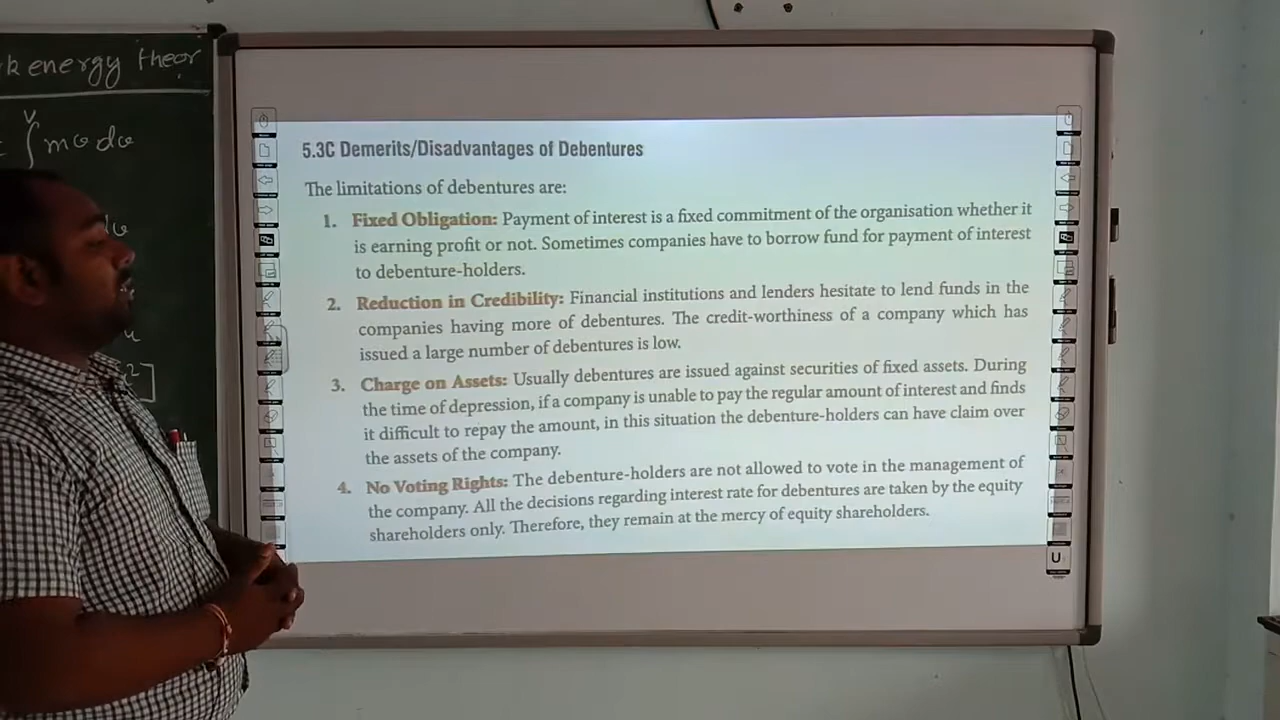 k energy theor
∫ mv dv
5.3C Demerits/Disadvantages of Debentures
The limitations of debentures are:
1. Fixed Obligation: Payment of interest is a fixed commitment of the organisation whether it
is earning profit or not. Sometimes companies have to borrow fund for payment of interest
to debenture-holders.
2. Reduction in Credibility: Financial institutions and lenders hesitate to lend funds in the
companies having more of debentures. The credit-worthiness of a company which has
issued a large number of debentures is low.
3. Charge on Assets: Usually debentures are issued against securities of fixed assets. During
the time of depression, if a company is unable to pay the regular amount of interest and finds
it difficult to repay the amount, in this situation the debenture-holders can have claim over
the assets of the company.
4. No Voting Rights: The debenture-holders are not allowed to vote in the management of
the company. All the decisions regarding interest rate for debentures are taken by the equity
shareholders only. Therefore, they remain at the mercy of equity shareholders.
U